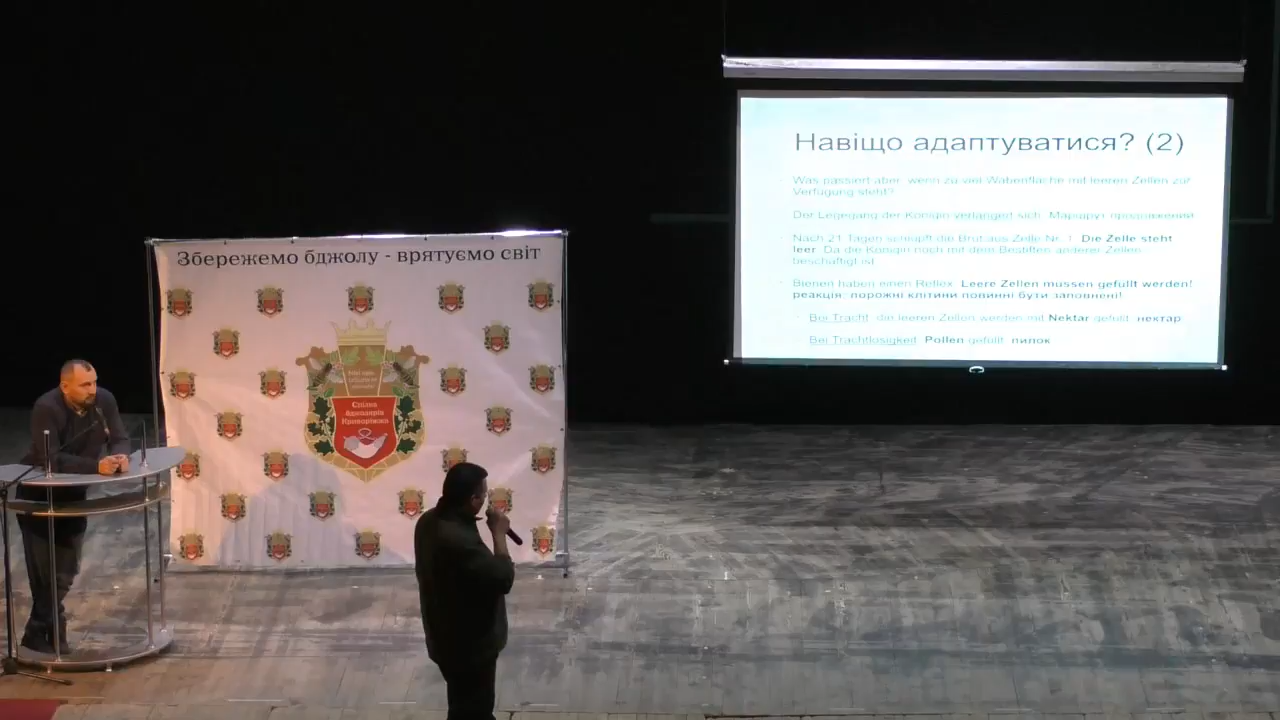 Збережемо бджолу - врятуємо світ
Спілка
Бджолярів
Криворіжжя
Навіщо адаптуватися? (2)
Was passiert aber, wenn zu viel Wabenfläche mit leeren Zellen zur
Verfügung steht?
Der Legegang der Königin verlängert sich. Маршрут продовжений
Nach 21 Tagen schlüpft die Brut aus Zelle Nr. 1. Die Zelle steht
leer. Da die Königin noch mit dem Bestiften anderer Zellen
beschäftigt ist
Bienen haben einen Reflex: Leere Zellen müssen gefüllt werden!
реакція: порожні клітини повинні бути заповнені!
Bei Tracht: die leeren Zellen werden mit Nektar gefüllt. нектар
Bei Trachtlosigkeit: Pollen gefüllt. пилок